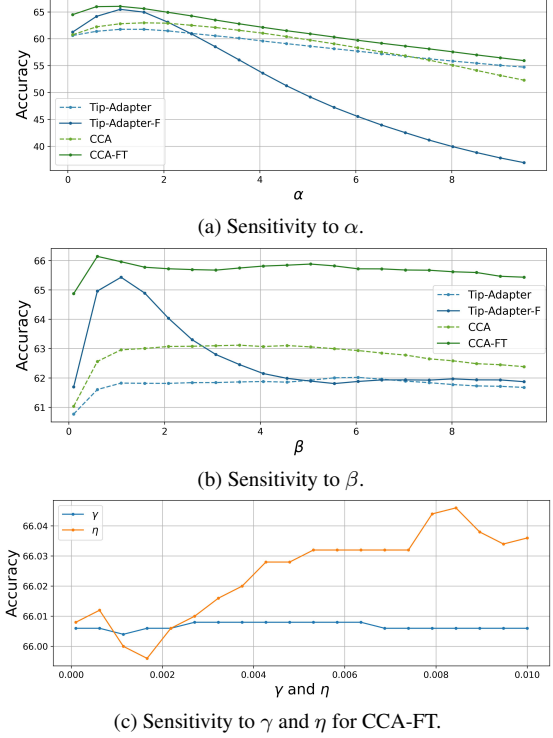 65
60
55
50
45
40
Accuracy
Tip-Adapter
Tip-Adapter-F
CCA
CCA-FT
0 2 4 6 8
α
(a) Sensitivity to α.
66
65
64
63
62
61
Accuracy
Tip-Adapter
Tip-Adapter-F
CCA
CCA-FT
0 2 4 6 8
β
(b) Sensitivity to β.
66.04
66.03
66.02
66.01
66.00
Accuracy
γ
η
0.000 0.002 0.004 0.006 0.008 0.010
γ and η
(c) Sensitivity to γ and η for CCA-FT.